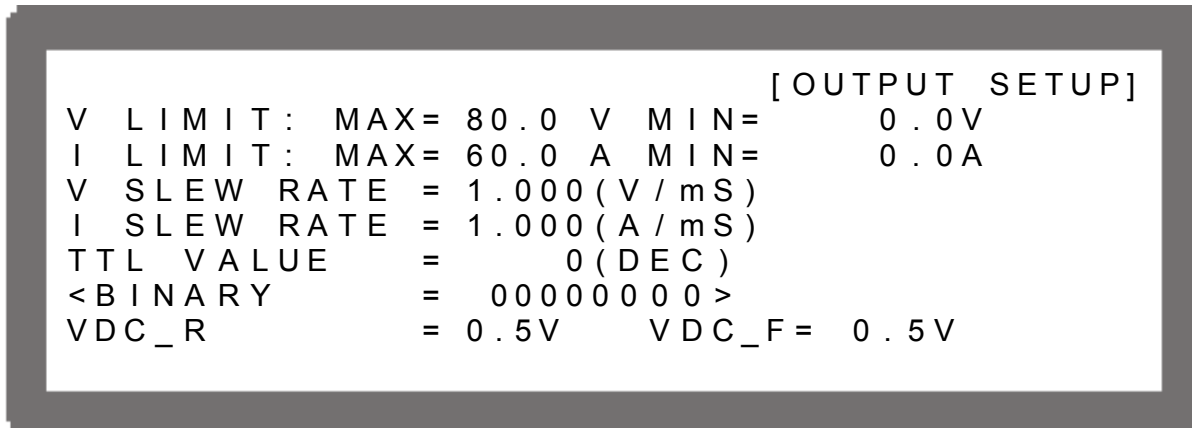 [OUTPUT SETUP]
V LIMIT: MAX= 80.0 V MIN= 0.0V
I LIMIT: MAX= 60.0 A MIN= 0.0A
V SLEW RATE = 1.000(V/mS)
I SLEW RATE = 1.000(A/mS)
TTL VALUE = 0(DEC)
<BINARY = 00000000>
VDC_R = 0.5V VDC_F= 0.5V